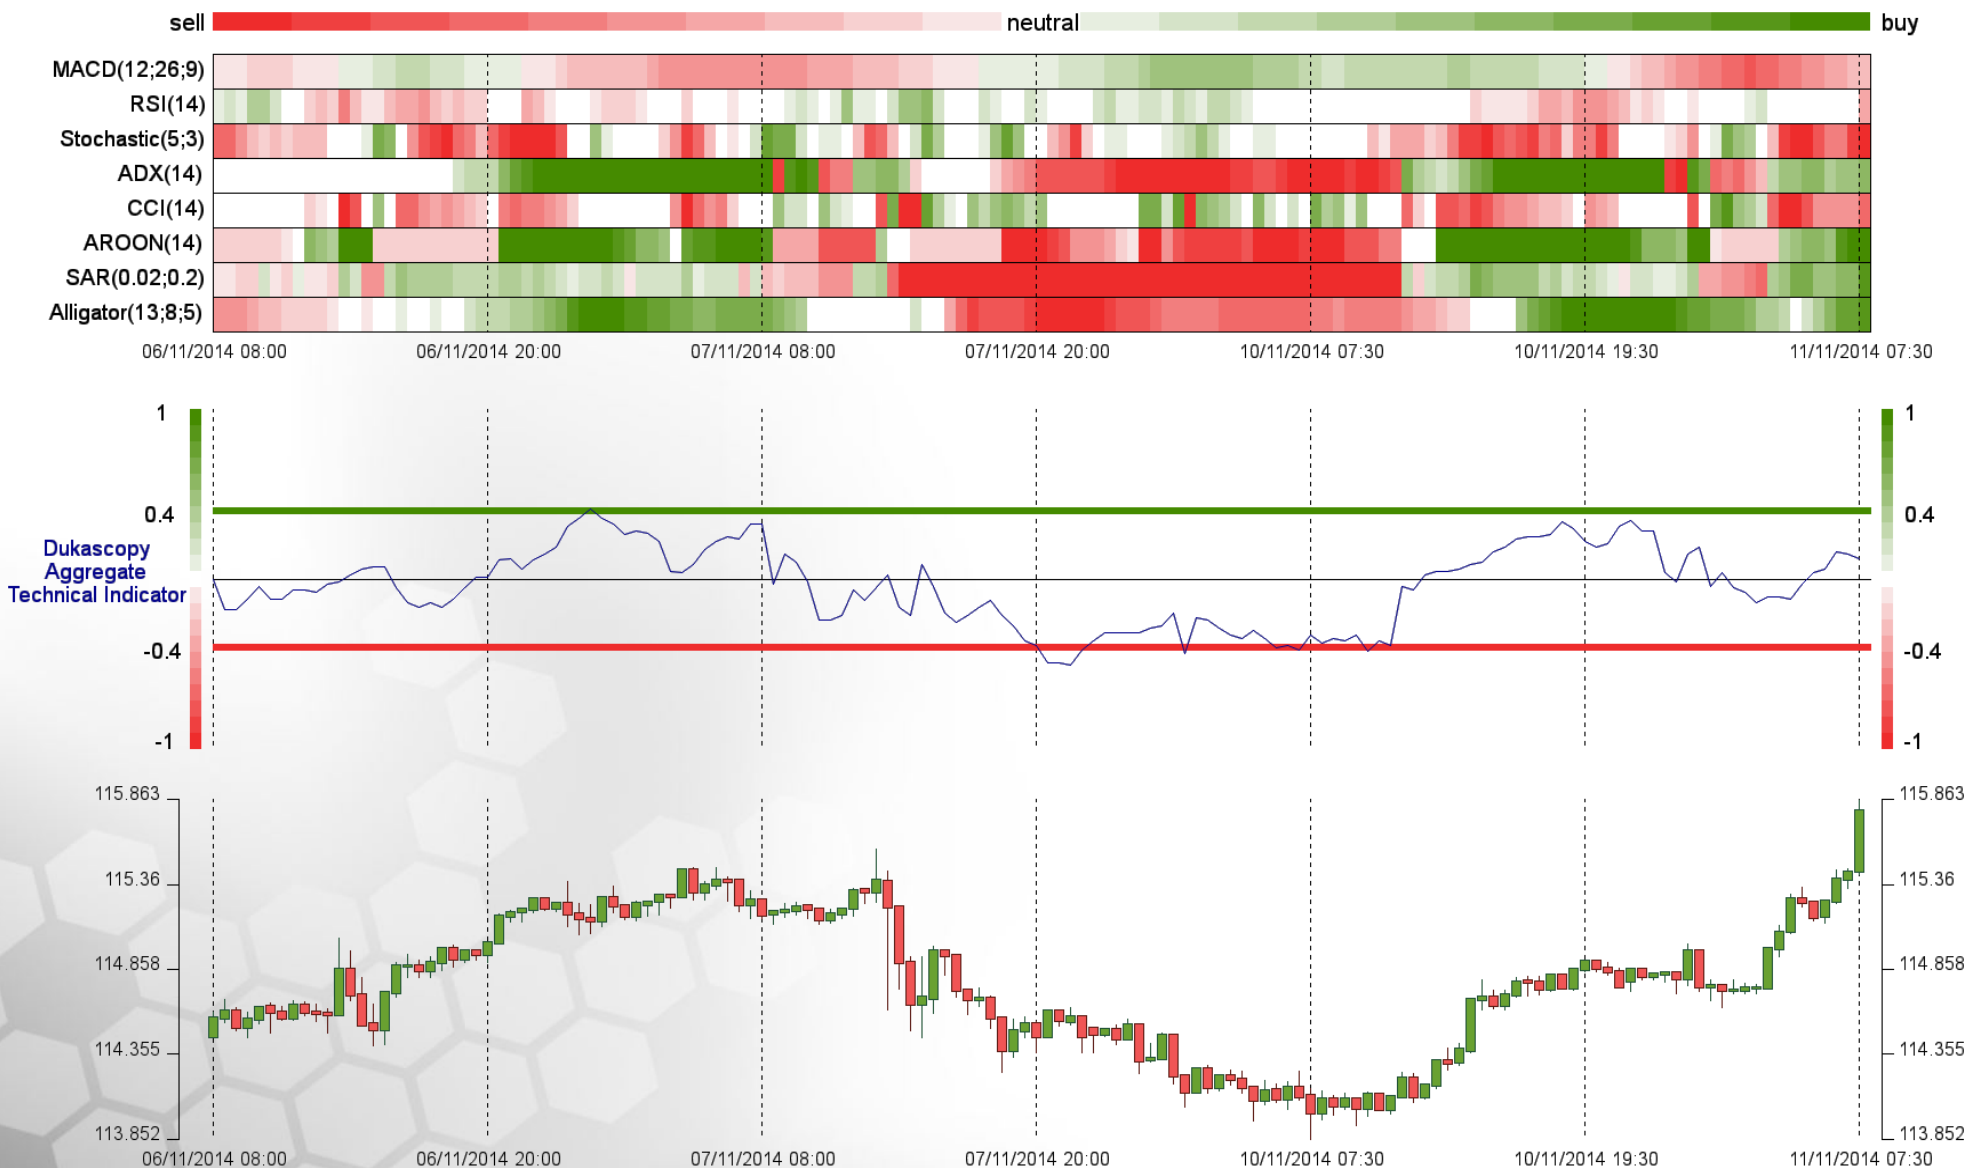 sell neutral buy
MACD(12;26;9)
RSI(14)
Stochastic(5;3)
ADX(14)
CCI(14)
AROON(14)
SAR(0.02;0.2)
Alligator(13;8;5)
06/11/2014 08:00 06/11/2014 20:00 07/11/2014 08:00 07/11/2014 20:00 10/11/2014 07:30 10/11/2014 19:30 11/11/2014 07:30
1 1
0.4 0.4
Dukascopy
Aggregate
Technical Indicator
-0.4 -0.4
-1 -1
115.863 115.863
115.36 115.36
114.858 114.858
114.355 114.355
113.852 113.852
06/11/2014 08:00 06/11/2014 20:00 07/11/2014 08:00 07/11/2014 20:00 10/11/2014 07:30 10/11/2014 19:30 11/11/2014 07:30